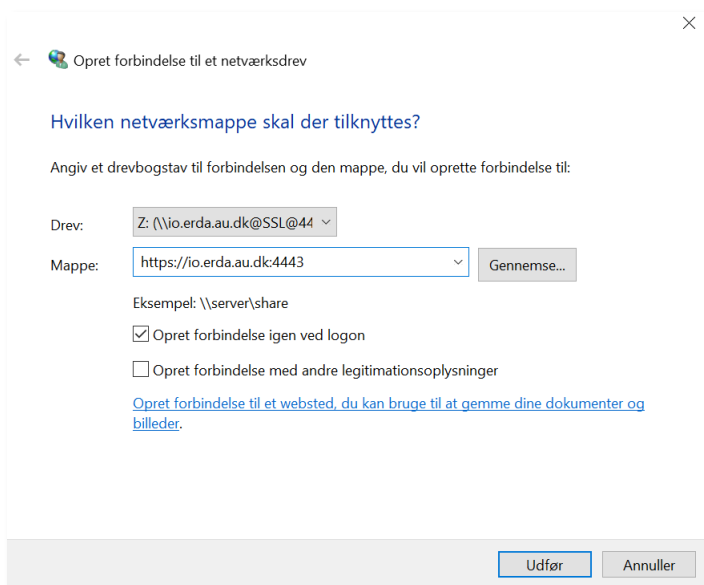 Opret forbindelse til et netværksdrev
Hvilken netværksmappe skal der tilknyttes?
Angiv et drevbogstav til forbindelsen og den mappe, du vil oprette forbindelse til:
Drev: Z: (\\io.erda.au.dk@SSL@44
Mappe: https://io.erda.au.dk:4443 Gennemse...
Eksempel: \\server\share
Opret forbindelse igen ved logon
Opret forbindelse med andre legitimationsoplysninger
Opret forbindelse til et websted, du kan bruge til at gemme dine dokumenter og
billeder.
Udfør Annuller